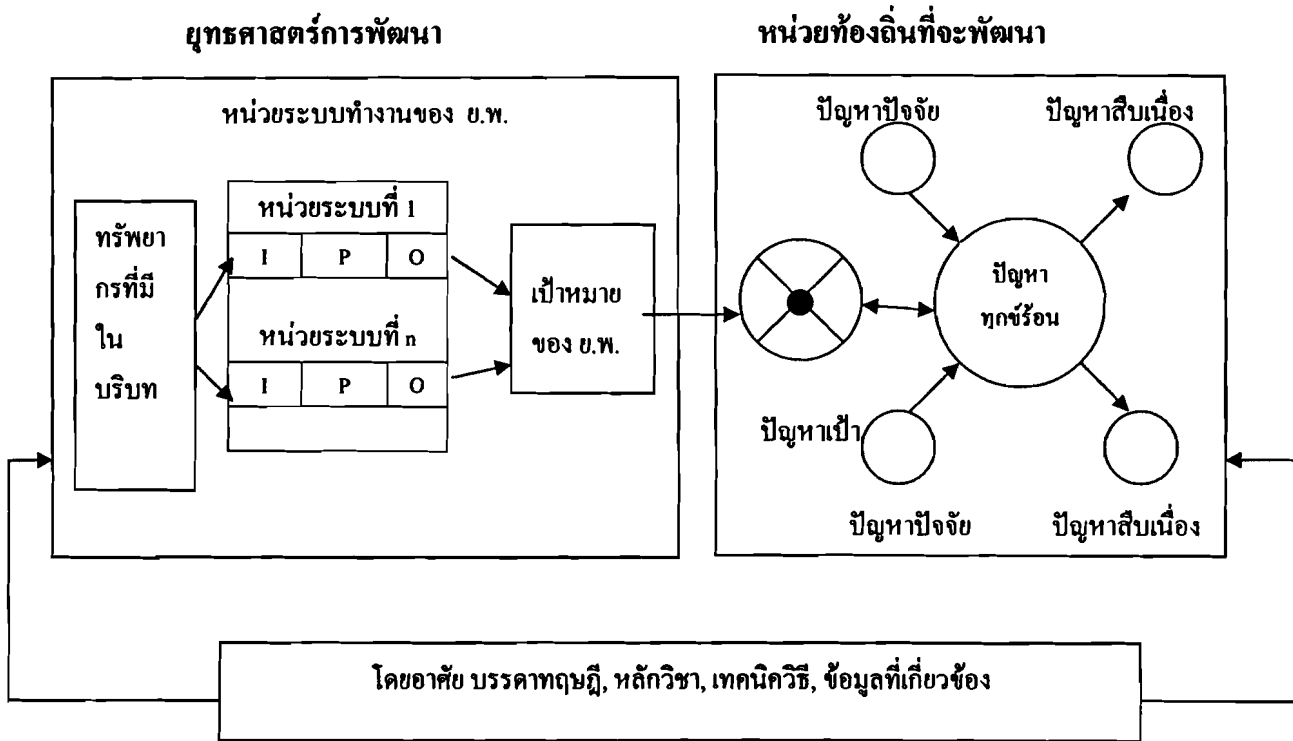 ยุทธศาสตร์การพัฒนา
หน่วยท้องถิ่นที่จะพัฒนา
หน่วยระบบทำงานของ ย.พ.
ทรัพยา
กรที่มี
ใน
บริบท
หน่วยระบบที่ 1
I P O
หน่วยระบบที่ n
I P O
เป้าหมาย
ของ ย.พ.
ปัญหาปัจจัย
ปัญหาสืบเนื่อง
ปัญหา
ทุกข์ร้อน
ปัญหาเป้า
ปัญหาปัจจัย
ปัญหาสืบเนื่อง
โดยอาศัย บรรดาทฤษฎี, หลักวิชา, เทคนิควิธี, ข้อมูลที่เกี่ยวข้อง